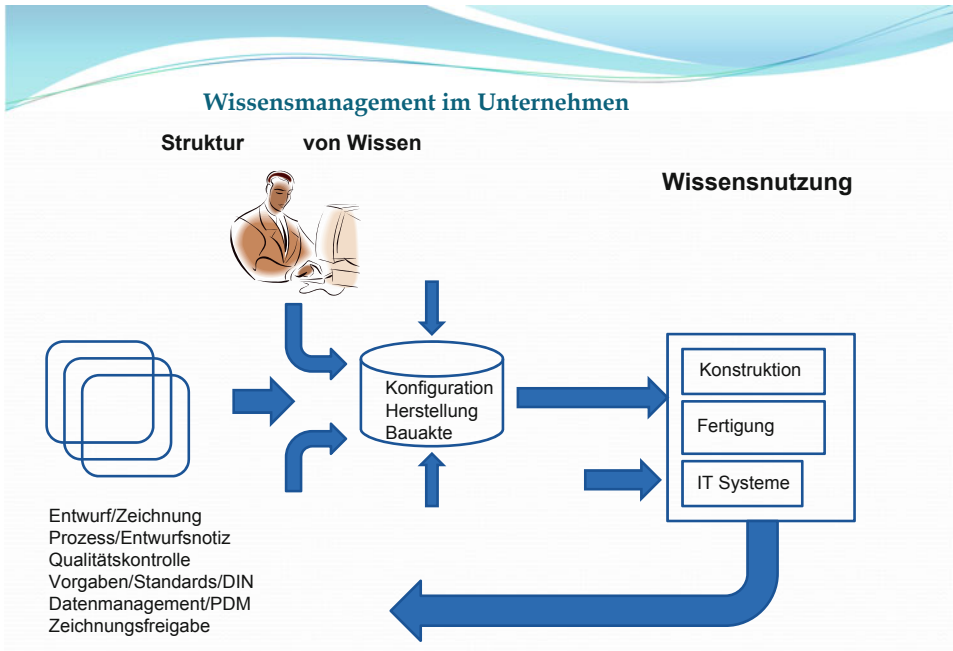 Wissensmanagement im Unternehmen
Struktur von Wissen
Wissensnutzung
Konfiguration
Herstellung
Bauakte
Konstruktion
Fertigung
IT Systeme
Entwurf/Zeichnung
Prozess/Entwurfsnotiz
Qualitätskontrolle
Vorgaben/Standards/DIN
Datenmanagement/PDM
Zeichnungsfreigabe